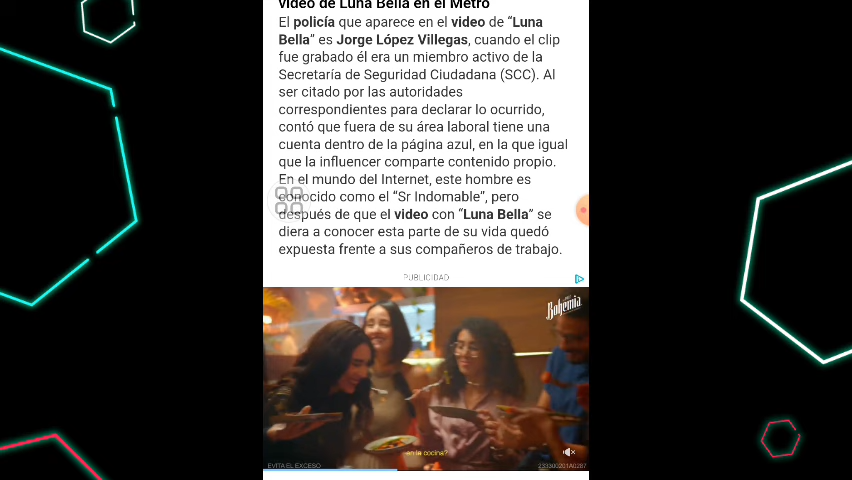 video de Luna Bella en el Metro
El policía que aparece en el video de “Luna
Bella” es Jorge López Villegas, cuando el clip
fue grabado él era un miembro activo de la
Secretaría de Seguridad Ciudadana (SCC). Al
ser citado por las autoridades
correspondientes para declarar lo ocurrido,
contó que fuera de su área laboral tiene una
cuenta dentro de la página azul, en la que igual
que la influencer comparte contenido propio.
En el mundo del Internet, este hombre es
conocido como el “Sr Indomable”, pero
después de que el video con “Luna Bella” se
diera a conocer esta parte de su vida quedó
expuesta frente a sus compañeros de trabajo.
PUBLICIDAD
Bohemia
en la cocina?
EVITA EL EXCESO
233300201A0287